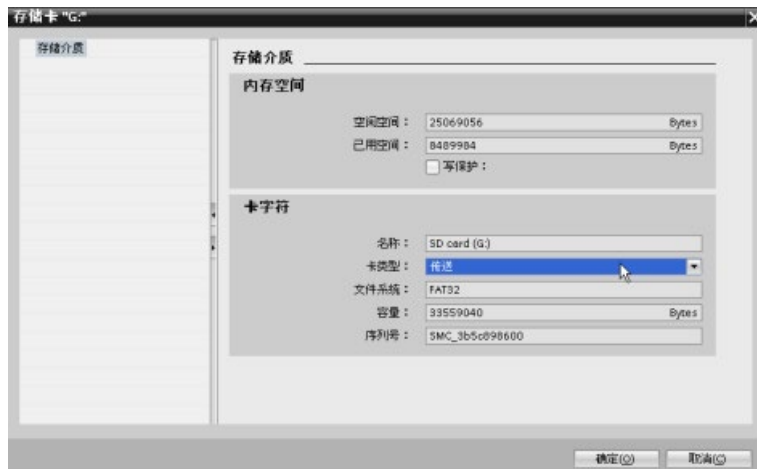 存储卡 "G:"
存储介质
存储介质
内存空间
空闲空间： 25069056 Bytes
已用空间： 8489984 Bytes
写保护：
卡字符
名称： SD card (G:)
卡类型： 传送
文件系统： FAT32
容量： 33559040 Bytes
序列号： SMC_3b5c898600
确定(O) 取消(C)